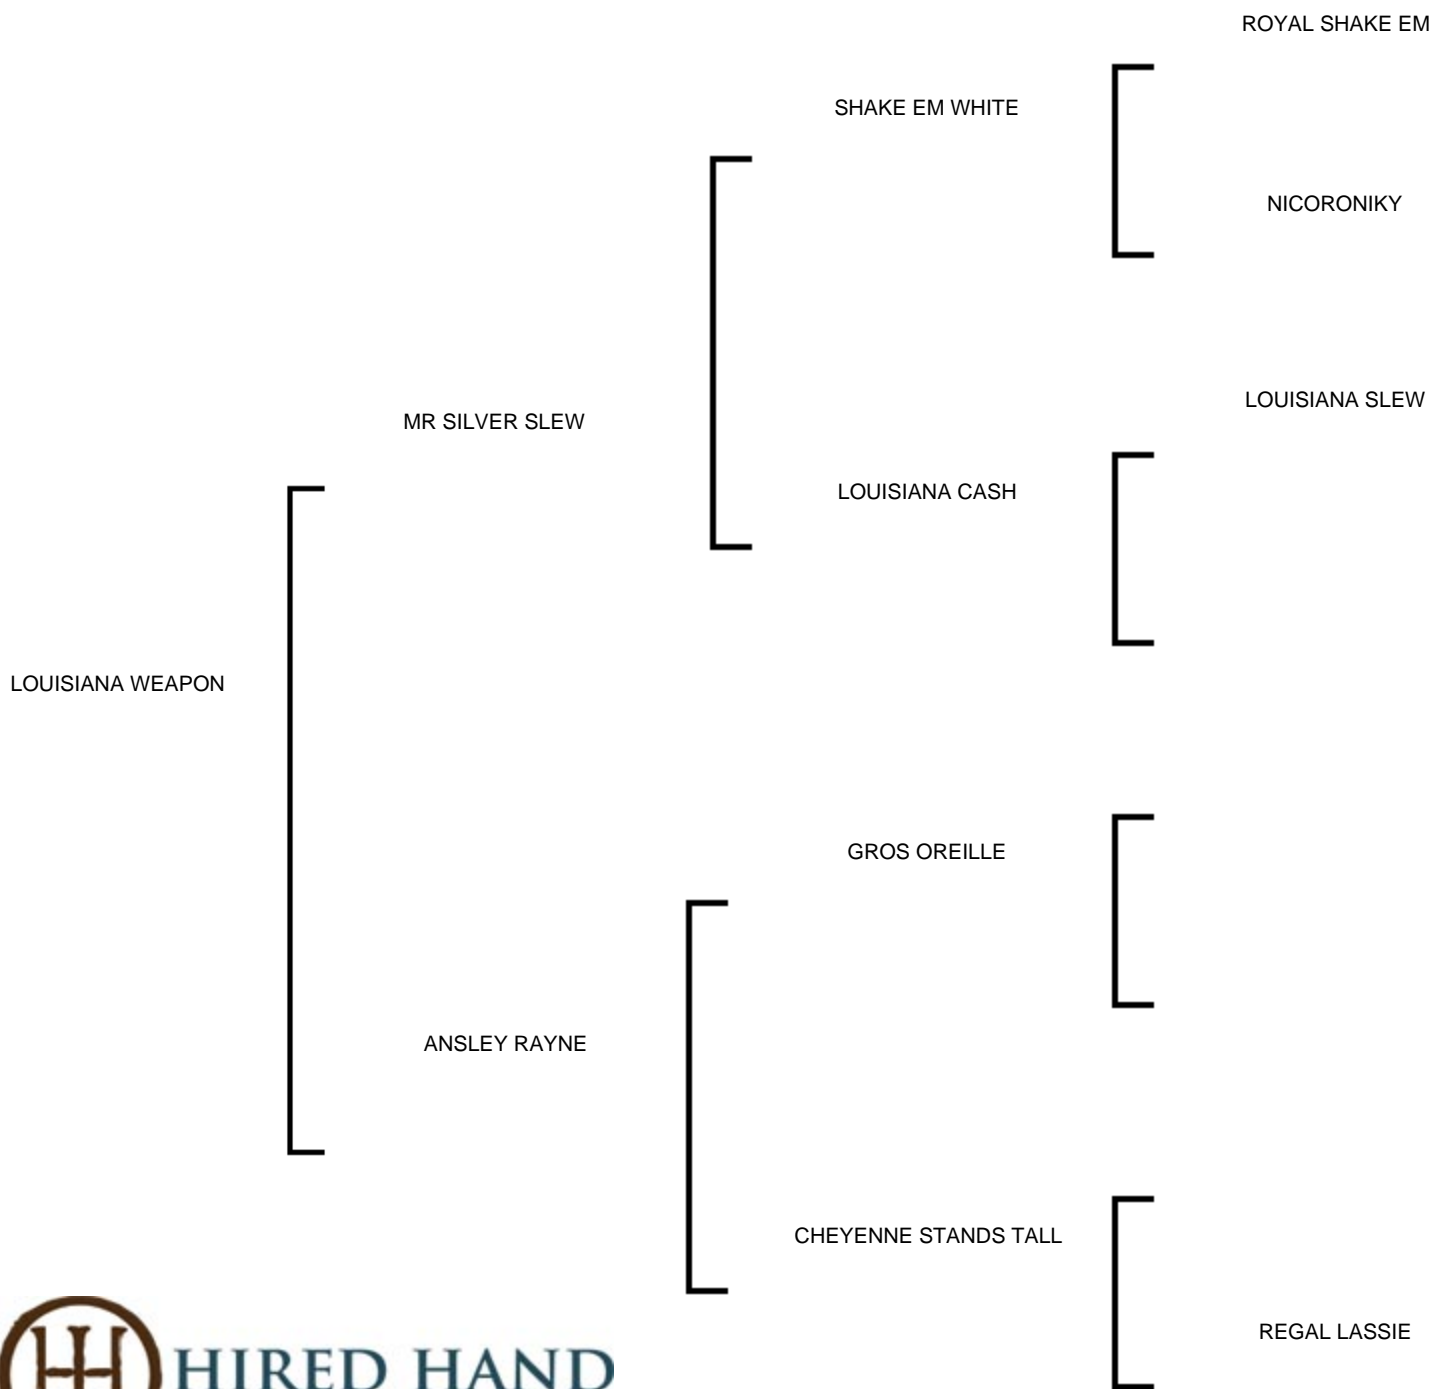 ROYAL SHAKE EM
SHAKE EM WHITE
NICORONIKY
LOUISIANA SLEW
MR SILVER SLEW
LOUISIANA CASH
LOUISIANA WEAPON
GROS OREILLE
ANSLEY RAYNE
CHEYENNE STANDS TALL
REGAL LASSIE
HIRED HAND